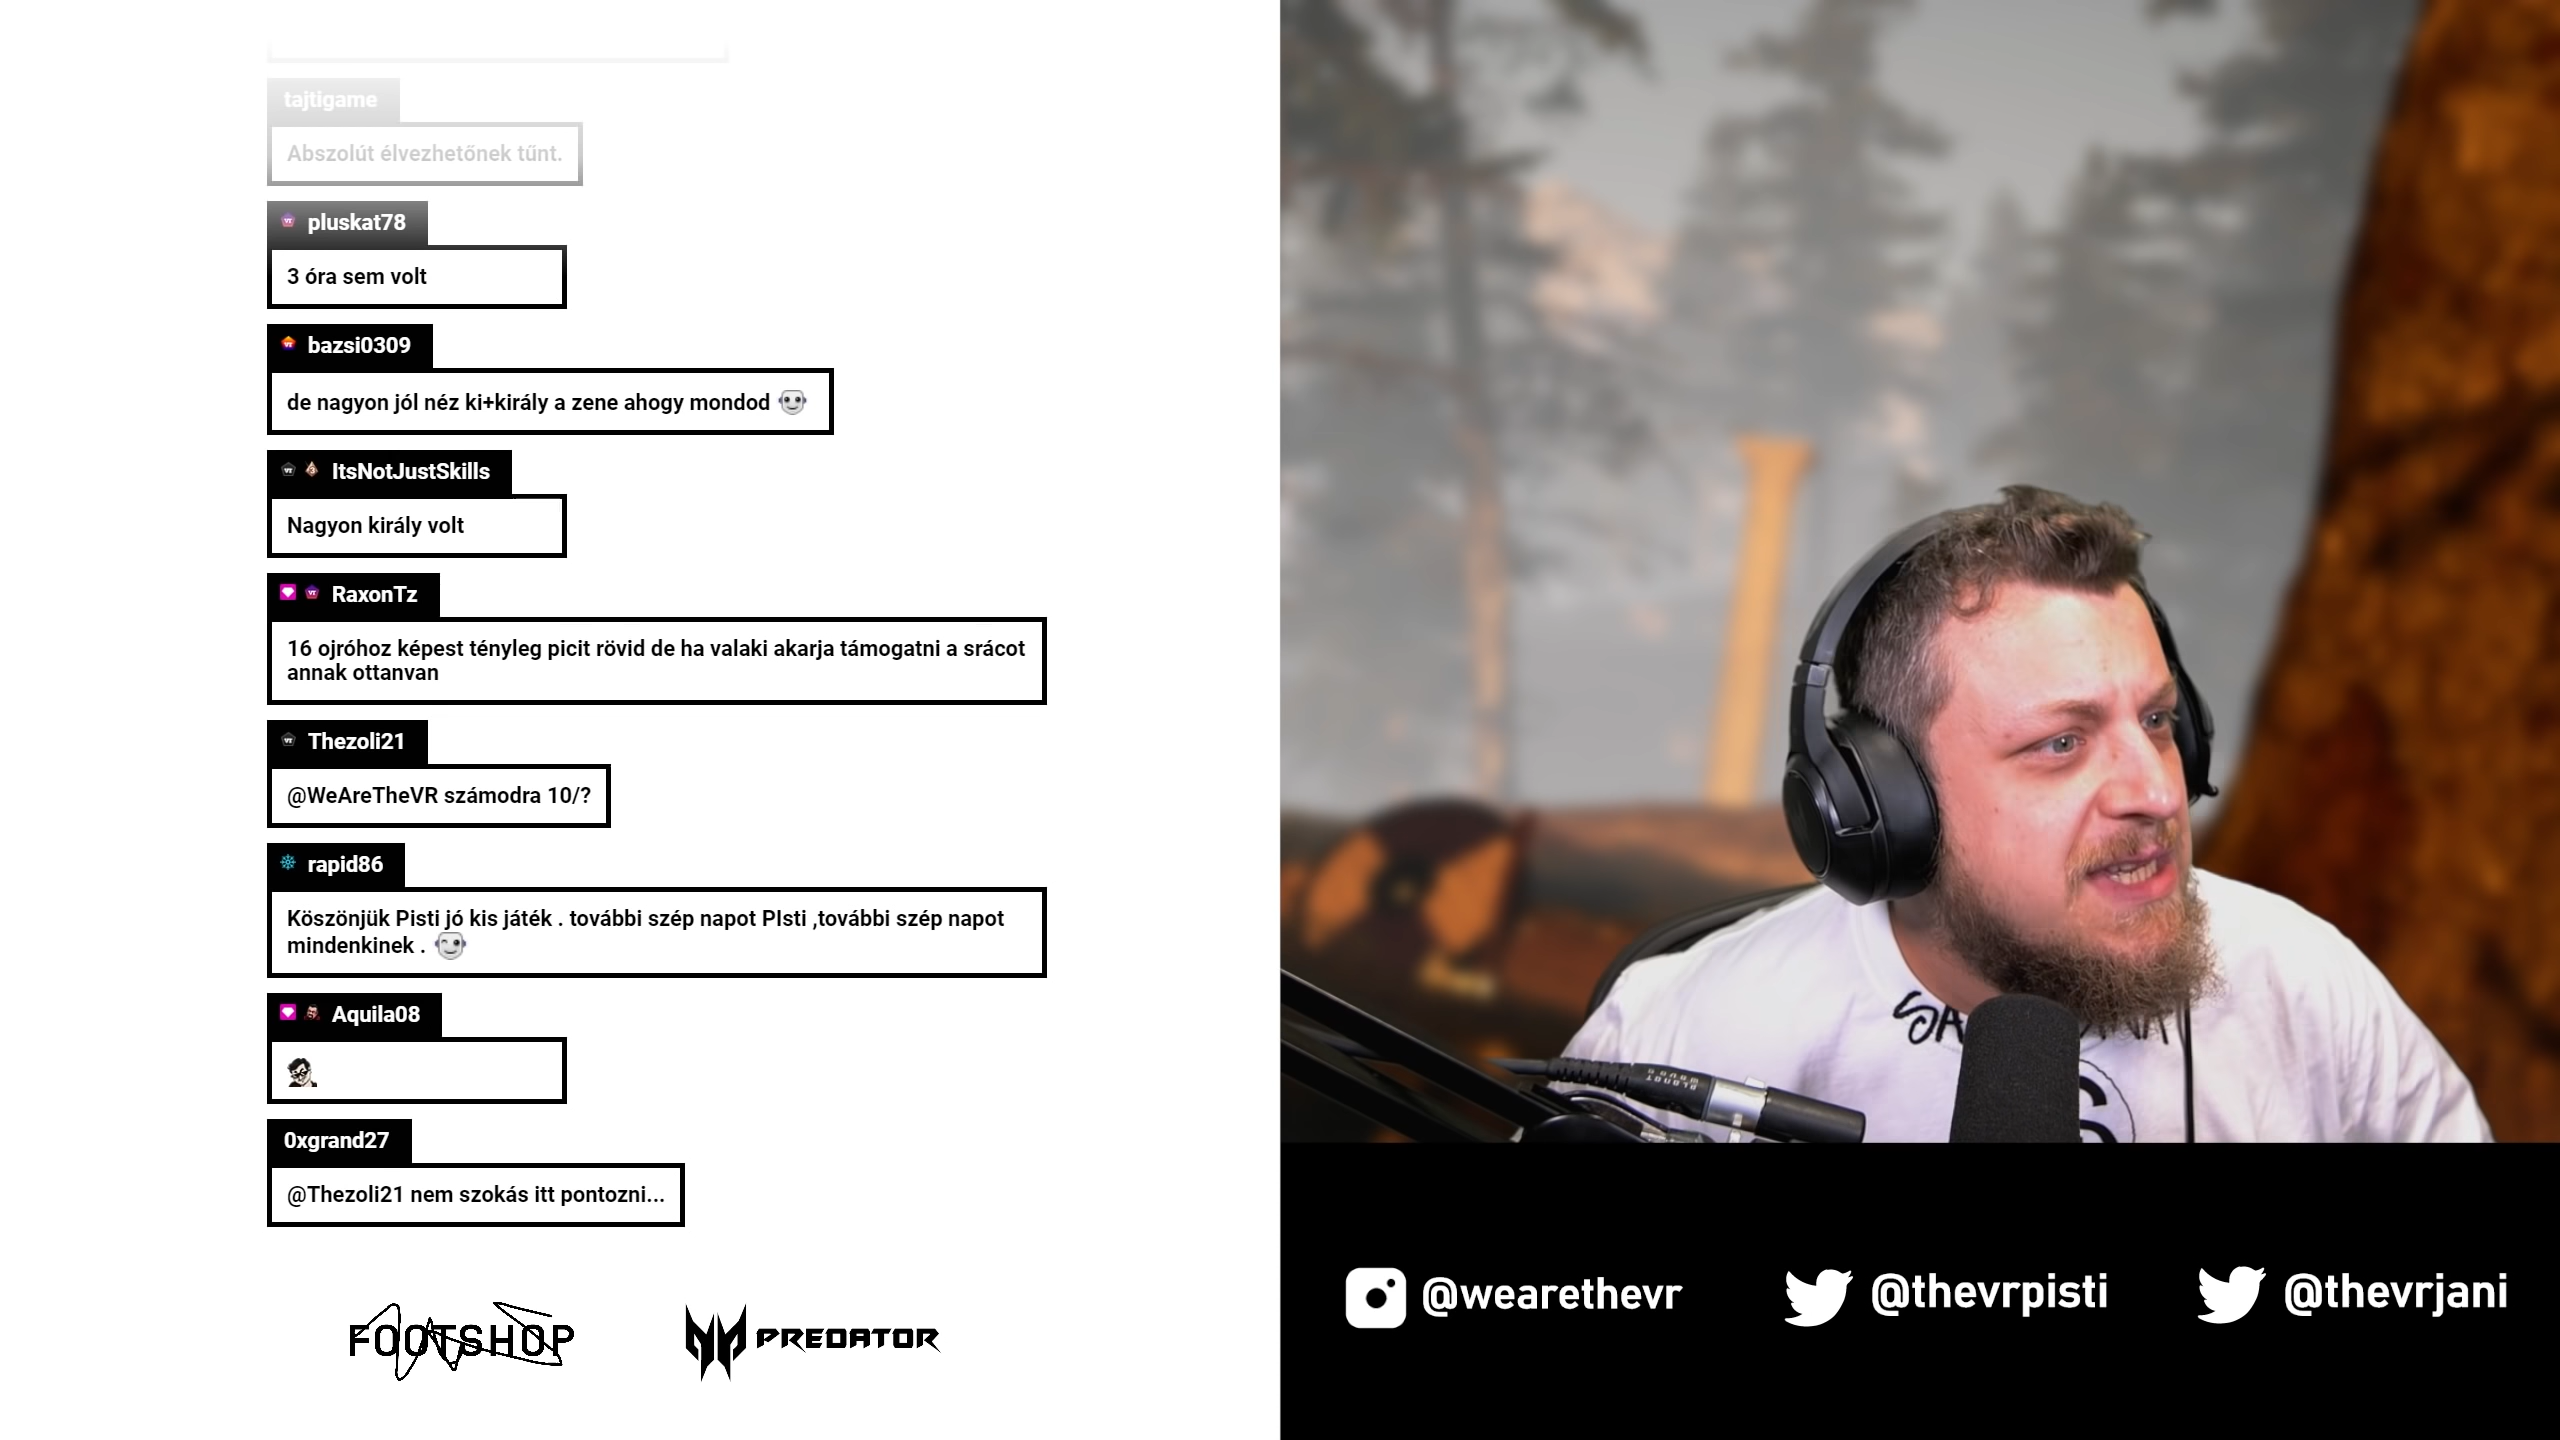 tajtigame
Abszolút élvezhetőnek tűnt.
pluskat78
3 óra sem volt
bazsi0309
de nagyon jól néz ki+király a zene ahogy mondod
ItsNotJustSkills
Nagyon király volt
RaxonTz
16 ojróhoz képest tényleg picit rövid de ha valaki akarja támogatni a srácot
annak ottanvan
Thezoli21
@WeAreTheVR számodra 10/?
rapid86
Köszönjük Pisti jó kis játék . további szép napot PIsti ,további szép napot
mindenkinek .
Aquila08
0xgrand27
@Thezoli21 nem szokás itt pontozni...
FOOTSHOP
PREDATOR
@wearethevr
@thevrpisti
@thevrjani